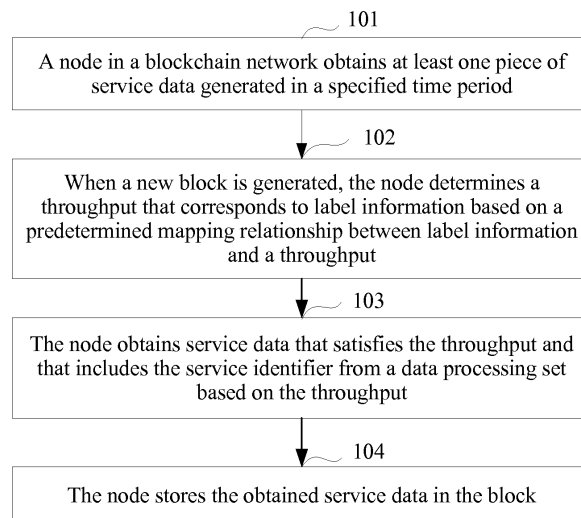 101
A node in a blockchain network obtains at least one piece of
service data generated in a specified time period
102
When a new block is generated, the node determines a
throughput that corresponds to label information based on a
predetermined mapping relationship between label information
and a throughput
103
The node obtains service data that satisfies the throughput and
that includes the service identifier from a data processing set
based on the throughput
104
The node stores the obtained service data in the block